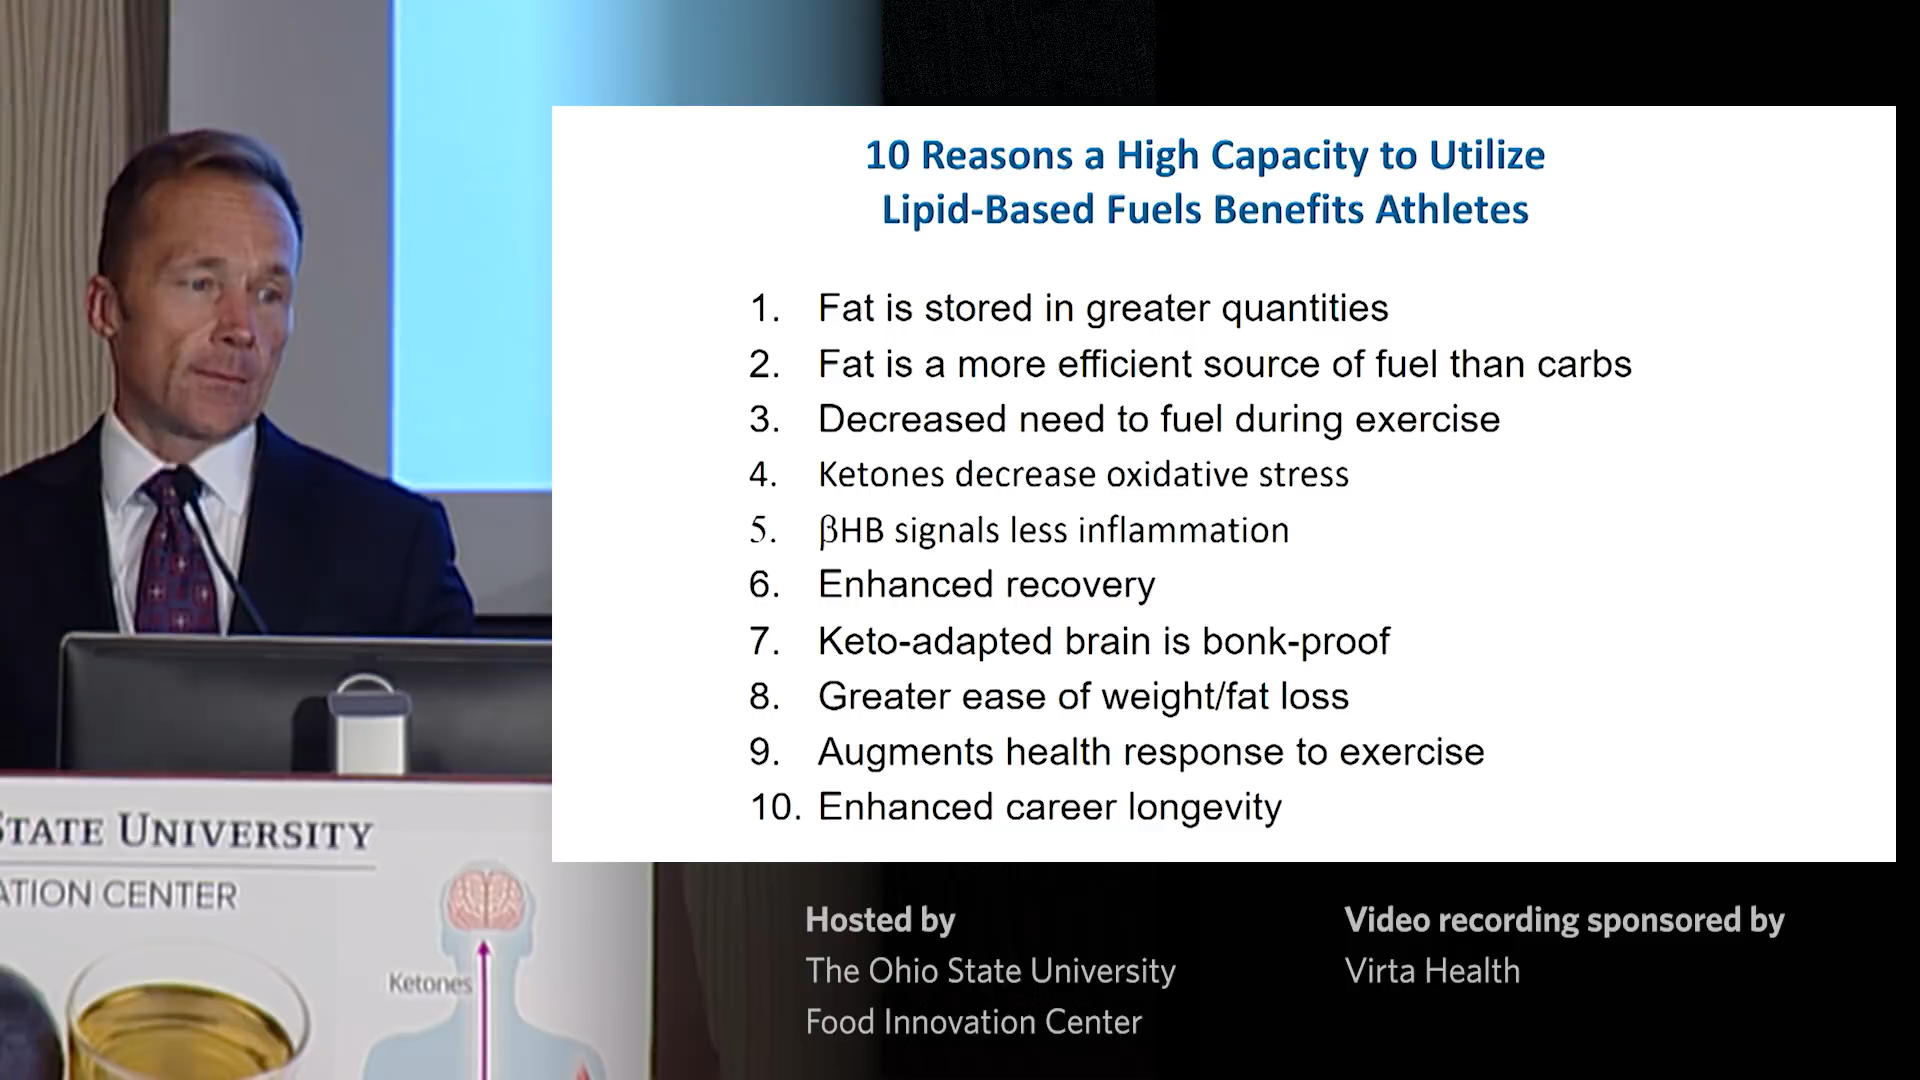 10 Reasons a High Capacity to Utilize
Lipid-Based Fuels Benefits Athletes
1. Fat is stored in greater quantities
2. Fat is a more efficient source of fuel than carbs
3. Decreased need to fuel during exercise
4. Ketones decrease oxidative stress
5. βHB signals less inflammation
6. Enhanced recovery
7. Keto-adapted brain is bonk-proof
8. Greater ease of weight/fat loss
9. Augments health response to exercise
10. Enhanced career longevity
STATE UNIVERSITY
ATION CENTER
Ketones
Hosted by
The Ohio State University
Food Innovation Center
Video recording sponsored by
Virta Health